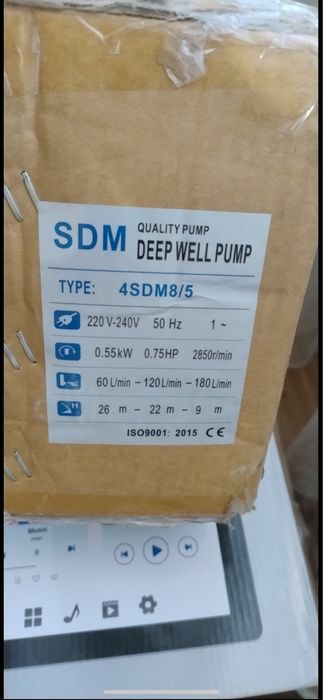 SDM QUALITY PUMP
DEEP WELL PUMP
TYPE: 4SDM8/5
220V-240V 50 Hz 1 ~
0.55kW 0.75HP 2850r/min
60 L/min – 120 L/min – 180 L/min
H 26 m – 22 m – 9 m
ISO9001: 2015 CE
Music